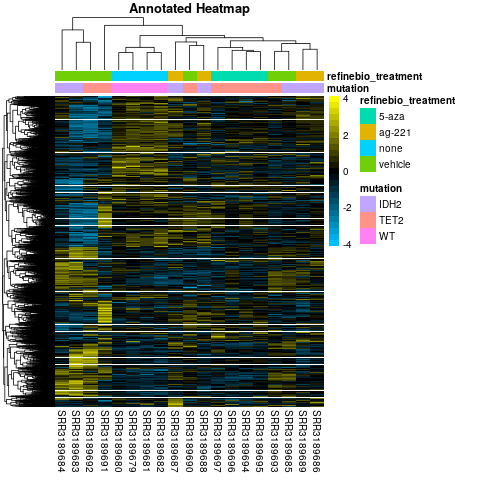 Annotated Heatmap
refinebio_treatment
mutation
4
2
0
-2
-4
refinebio_treatment
5-aza
ag-221
none
vehicle
mutation
IDH2
TET2
WT
SRR3189684
SRR3189683
SRR3189692
SRR3189691
SRR3189680
SRR3189679
SRR3189681
SRR3189682
SRR3189687
SRR3189690
SRR3189688
SRR3189697
SRR3189696
SRR3189694
SRR3189695
SRR3189693
SRR3189685
SRR3189689
SRR3189686